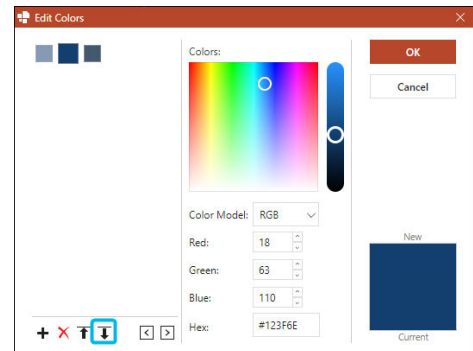 Edit Colors
Colors:
OK
Cancel
Color Model: RGB
Red: 18
Green: 63
Blue: 110
Hex: #123F6E
New
Current